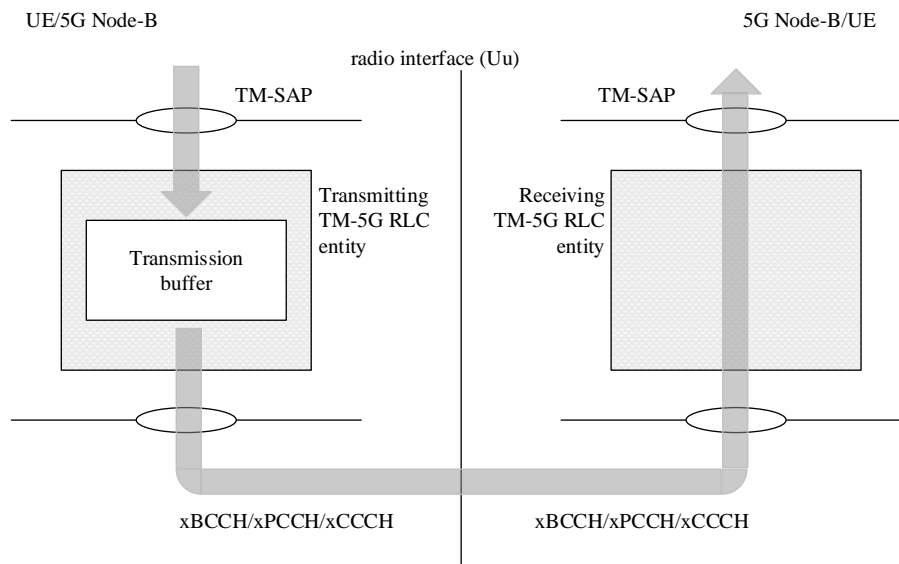 UE/5G Node-B
5G Node-B/UE
radio interface (Uu)
TM-SAP
TM-SAP
Transmitting
TM-5G RLC
entity
Receiving
TM-5G RLC
entity
Transmission
buffer
xBCCH/xPCCH/xCCCH
xBCCH/xPCCH/xCCCH